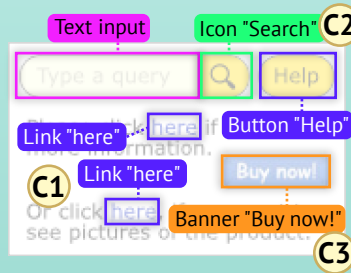 Text input
Icon "Search"
C2
Type a query
Help
Link "here"
here if
Button "Help"
more information.
Link "here"
Buy now!
C1
Or click here,
Banner "Buy now!"
see pictures of the product.
C3